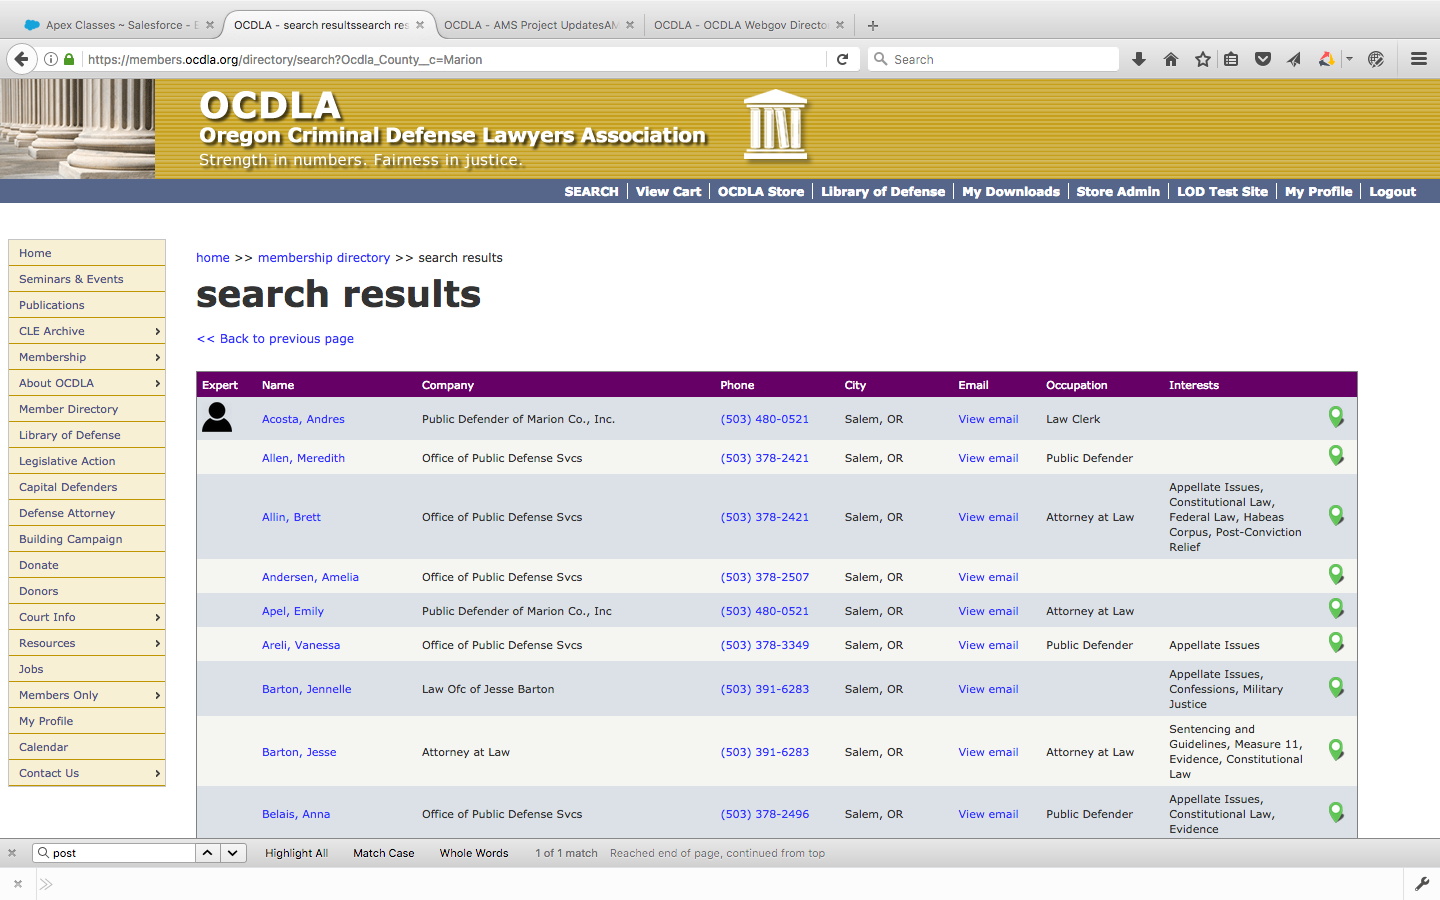 Apex Classes ~ Salesforce - E
OCDLA - search resultssearch res
OCDLA - AMS Project UpdatesAM
OCDLA - OCDLA Webgov Directo
https://members.ocdla.org/directory/search?Ocdla_County__c=Marion
Search
OCDLA
Oregon Criminal Defense Lawyers Association
Strength in numbers. Fairness in justice.
SEARCH View Cart OCDLA Store Library of Defense My Downloads Store Admin LOD Test Site My Profile Logout
Home
Seminars & Events
Publications
CLE Archive
Membership
About OCDLA
Member Directory
Library of Defense
Legislative Action
Capital Defenders
Defense Attorney
Building Campaign
Donate
Donors
Court Info
Resources
Jobs
Members Only
My Profile
Calendar
Contact Us
home >> membership directory >> search results
search results
<< Back to previous page
Expert Name Company Phone City Email Occupation Interests
Acosta, Andres Public Defender of Marion Co., Inc. (503) 480-0521 Salem, OR View email Law Clerk
Allen, Meredith Office of Public Defense Svcs (503) 378-2421 Salem, OR View email Public Defender
Allin, Brett Office of Public Defense Svcs (503) 378-2421 Salem, OR View email Attorney at Law
Appellate Issues,
Constitutional Law,
Federal Law, Habeas
Corpus, Post-Conviction
Relief
Andersen, Amelia Office of Public Defense Svcs (503) 378-2507 Salem, OR View email
Apel, Emily Public Defender of Marion Co., Inc (503) 480-0521 Salem, OR View email Attorney at Law
Areli, Vanessa Office of Public Defense Svcs (503) 378-3349 Salem, OR View email Public Defender Appellate Issues
Barton, Jennelle Law Ofc of Jesse Barton (503) 391-6283 Salem, OR View email
Appellate Issues,
Confessions, Military
Justice
Barton, Jesse Attorney at Law (503) 391-6283 Salem, OR View email Attorney at Law
Sentencing and
Guidelines, Measure 11,
Evidence, Constitutional
Law
Belais, Anna Office of Public Defense Svcs (503) 378-2496 Salem, OR View email Public Defender
Appellate Issues,
Constitutional Law,
Evidence
post
Highlight All Match Case Whole Words 1 of 1 match Reached end of page, continued from top